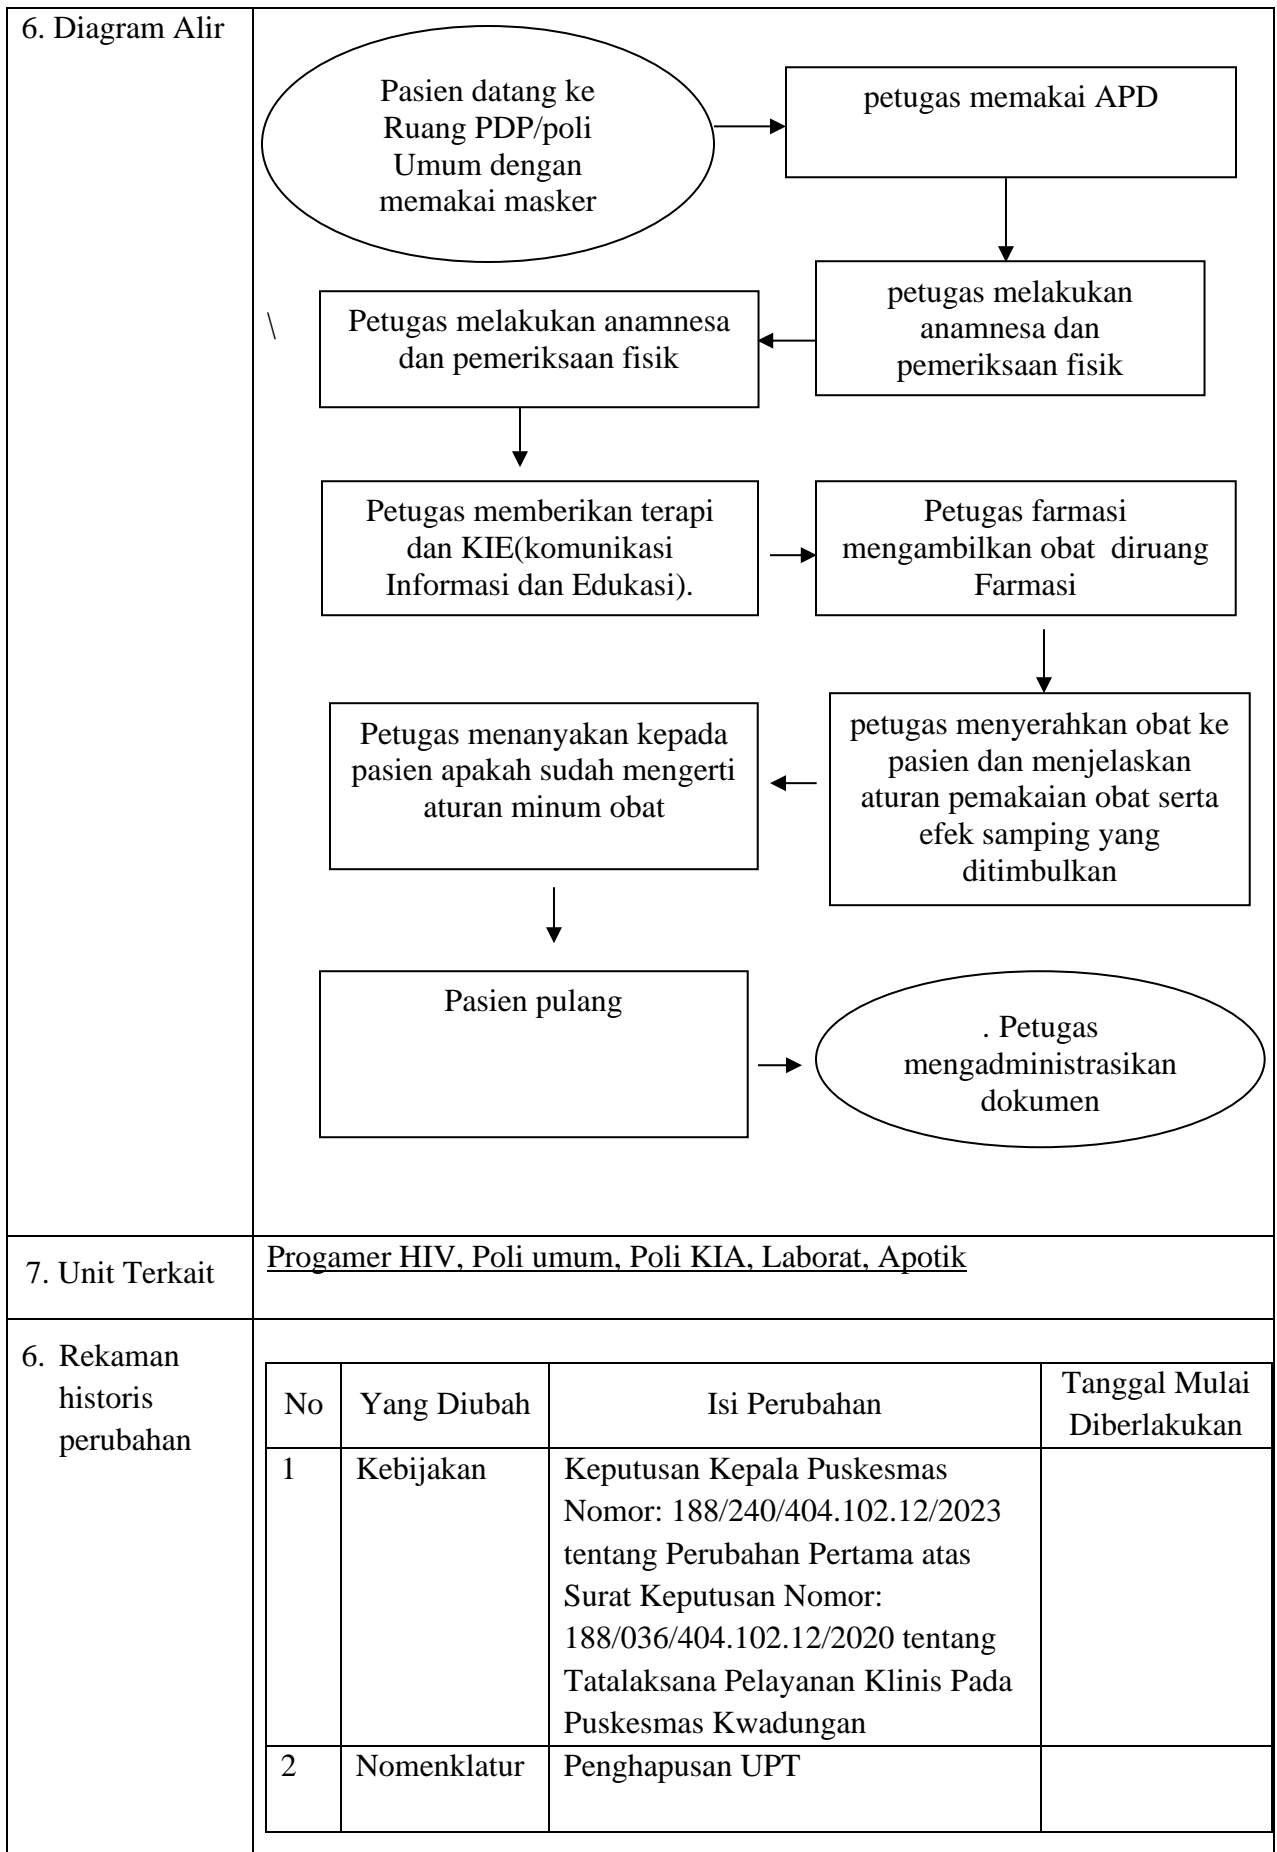 6. Diagram Alir
Pasien datang ke
Ruang PDP/poli
Umum dengan
memakai masker
petugas memakai APD
petugas melakukan
anamnesa dan
pemeriksaan fisik
\
Petugas melakukan anamnesa
dan pemeriksaan fisik
Petugas memberikan terapi
dan KIE(komunikasi
Informasi dan Edukasi).
Petugas farmasi
mengambilkan obat  diruang
Farmasi
petugas menyerahkan obat ke
pasien dan menjelaskan
aturan pemakaian obat serta
efek samping yang
ditimbulkan
Petugas menanyakan kepada
pasien apakah sudah mengerti
aturan minum obat
Pasien pulang
. Petugas
mengadministrasikan
dokumen
7. Unit Terkait
Progamer HIV, Poli umum, Poli KIA, Laborat, Apotik
6. Rekaman
historis
perubahan
No
Yang Diubah
Isi Perubahan
Tanggal Mulai
Diberlakukan
1
Kebijakan
Keputusan Kepala Puskesmas
Nomor: 188/240/404.102.12/2023
tentang Perubahan Pertama atas
Surat Keputusan Nomor:
188/036/404.102.12/2020 tentang
Tatalaksana Pelayanan Klinis Pada
Puskesmas Kwadungan
2
Nomenklatur
Penghapusan UPT